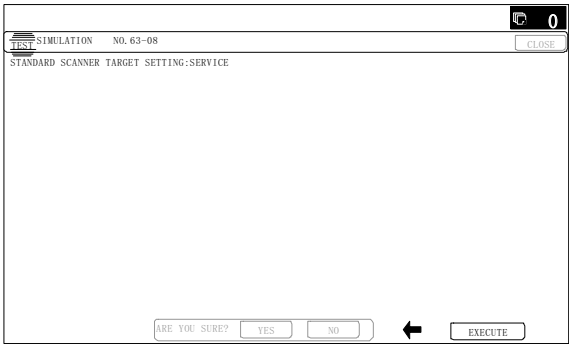 0
TEST SIMULATION NO.63-08
CLOSE
STANDARD SCANNER TARGET SETTING:SERVICE
ARE YOU SURE? YES NO EXECUTE